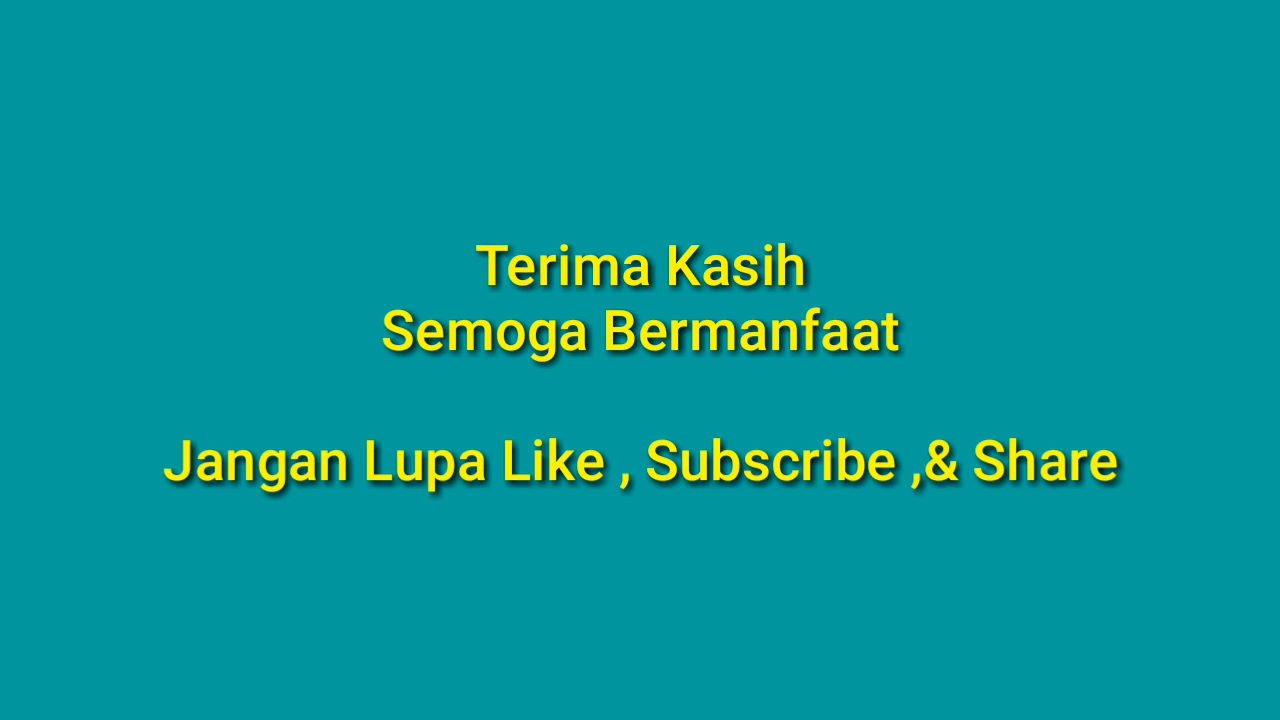 Terima Kasih
Semoga Bermanfaat
Jangan Lupa Like , Subscribe ,& Share